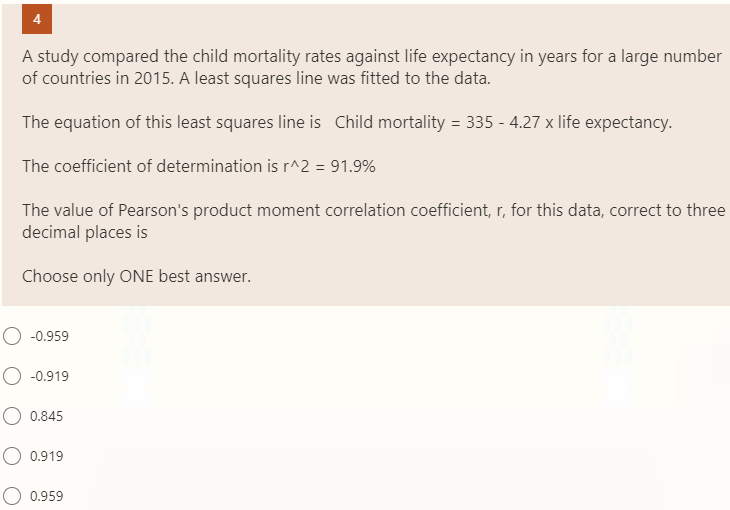 4
A study compared the child mortality rates against life expectancy in years for a large number
of countries in 2015. A least squares line was fitted to the data.
The equation of this least squares line is   Child mortality = 335 - 4.27 x life expectancy.
The coefficient of determination is r^2 = 91.9%
The value of Pearson's product moment correlation coefficient, r, for this data, correct to three
decimal places is
Choose only ONE best answer.
-0.959
-0.919
0.845
0.919
0.959